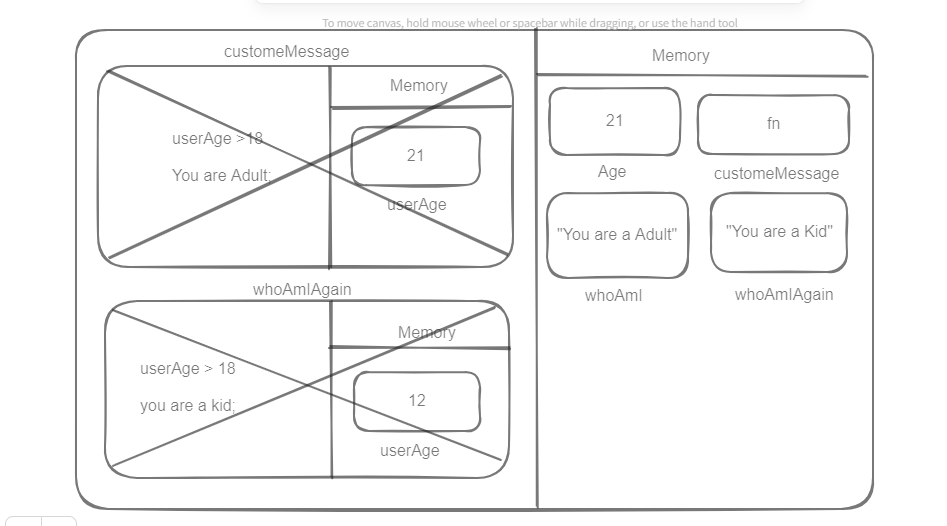 To move canvas, hold mouse wheel or spacebar while dragging, or use the hand tool
customeMessage
Memory
userAge >18
You are Adult;
21
userAge
whoAmIAgain
Memory
userAge > 18
you are a kid;
12
userAge
Memory
21
Age
fn
customeMessage
"You are a Adult"
whoAmI
"You are a Kid"
whoAmIAgain